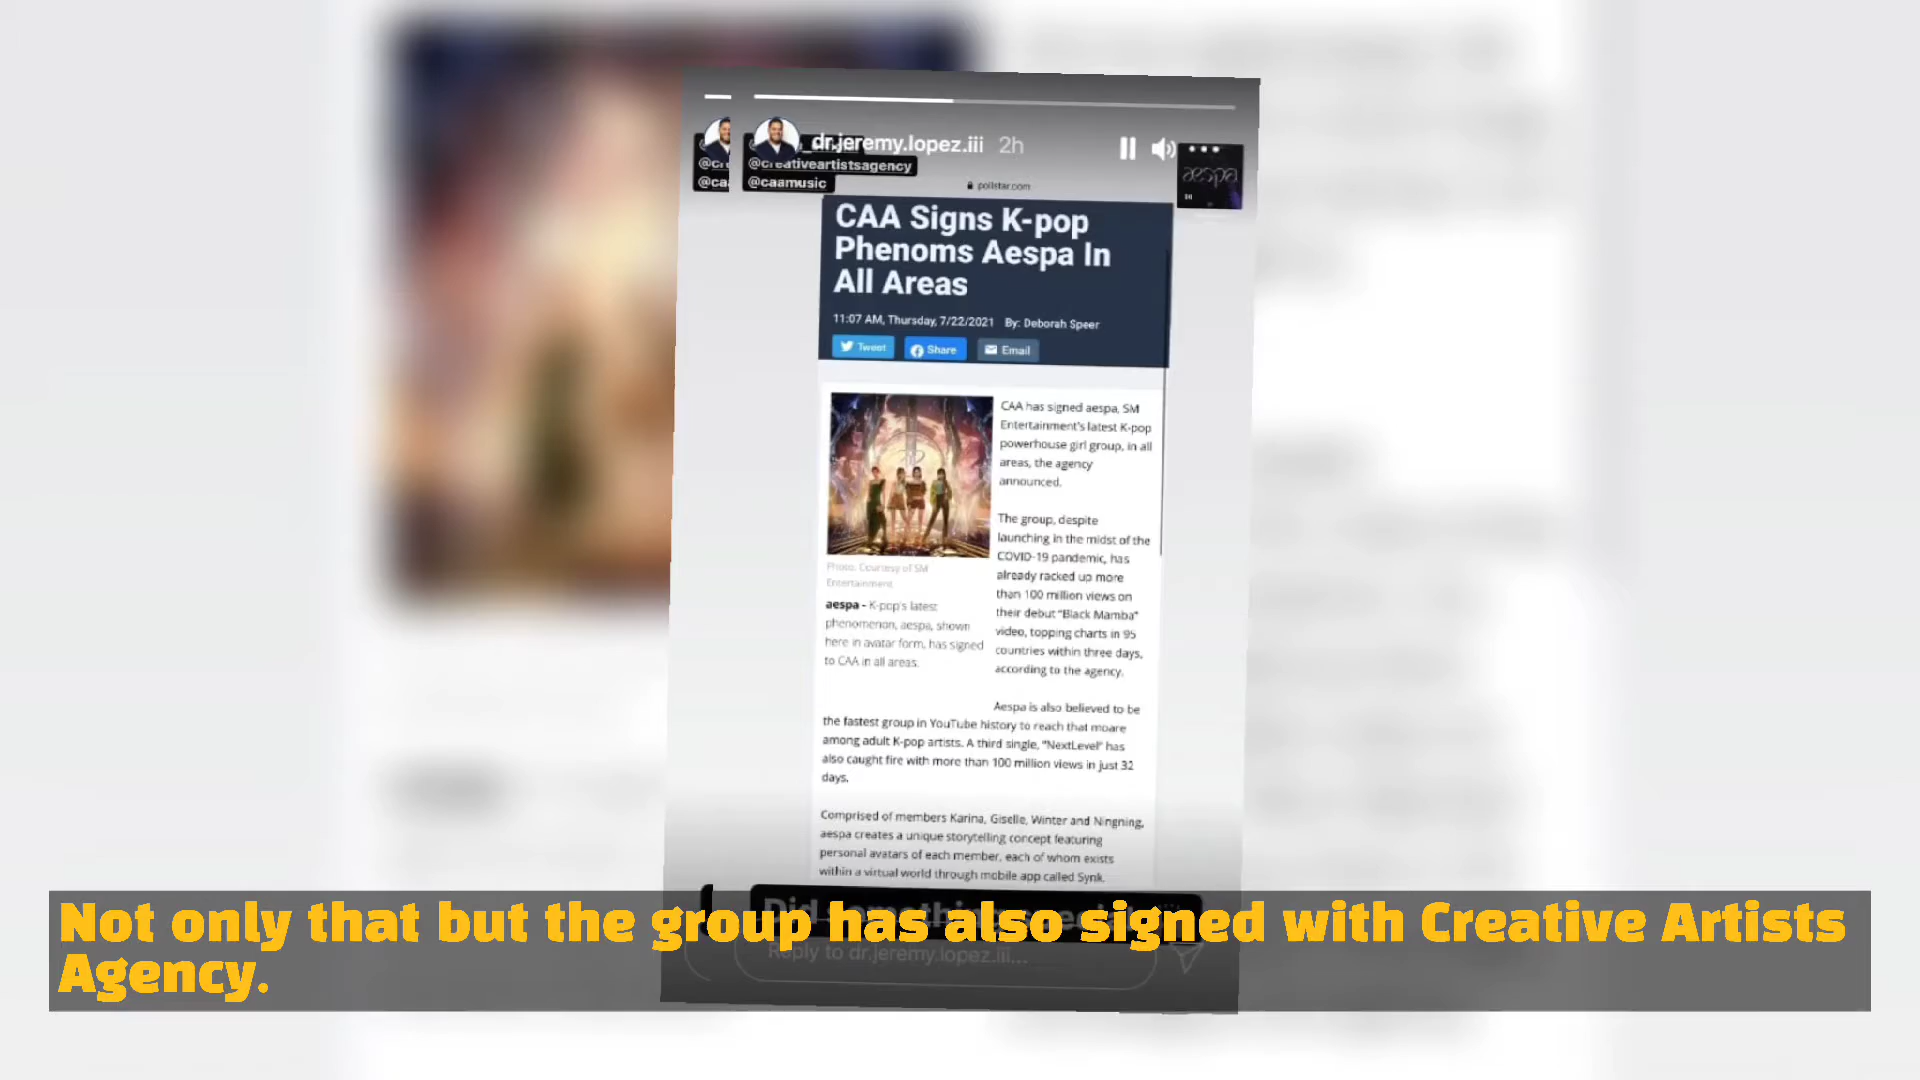 dr.jeremy.lopez.iii 2h
@creativeartistsagency
@caamusic
pollstar.com
aespa
CAA Signs K-pop
Phenoms Aespa In
All Areas
11:07 AM, Thursday, 7/22/2021 By: Deborah Speer
Tweet Share Email
CAA has signed aespa, SM
Entertainment's latest K-pop
powerhouse girl group, in all
areas, the agency
announced.
The group, despite
launching in the midst of the
COVID-19 pandemic, has
already racked up more
than 100 million views on
their debut "Black Mamba"
video, topping charts in 95
countries within three days,
according to the agency.
Photo: Courtesy of SM
Entertainment
aespa - K-pop's latest
phenomenon, aespa, shown
here in avatar form, has signed
to CAA in all areas.
Aespa is also believed to be
the fastest group in YouTube history to reach that moare
among adult K-pop artists. A third single, "NextLevel" has
also caught fire with more than 100 million views in just 32
days.
Comprised of members Karina, Giselle, Winter and Ningning,
aespa creates a unique storytelling concept featuring
personal avatars of each member, each of whom exists
within a virtual world through mobile app called Synk.
Did
Reply to dr.jeremy.lopez.iii...
Not only that but the group has also signed with Creative Artists
Agency.